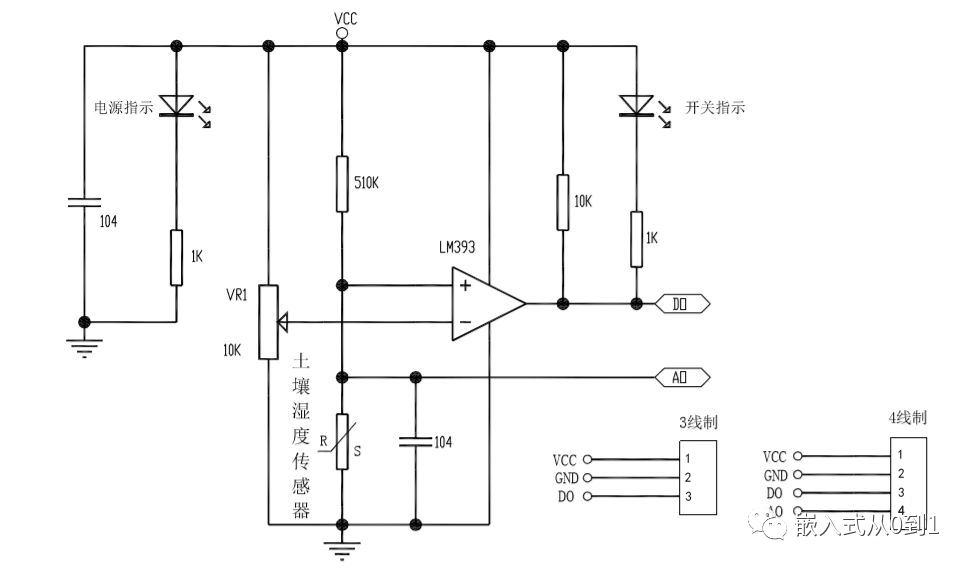 VCC
电源指示
开关指示
104
1K
510K
10K
1K
LM393
+
−
VR1
10K
DO
AO
土壤湿度传感器
R
S
104
3线制
VCC
1
GND
2
DO
3
4线制
VCC
1
GND
2
DO
3
AO
4
嵌入式从0到1